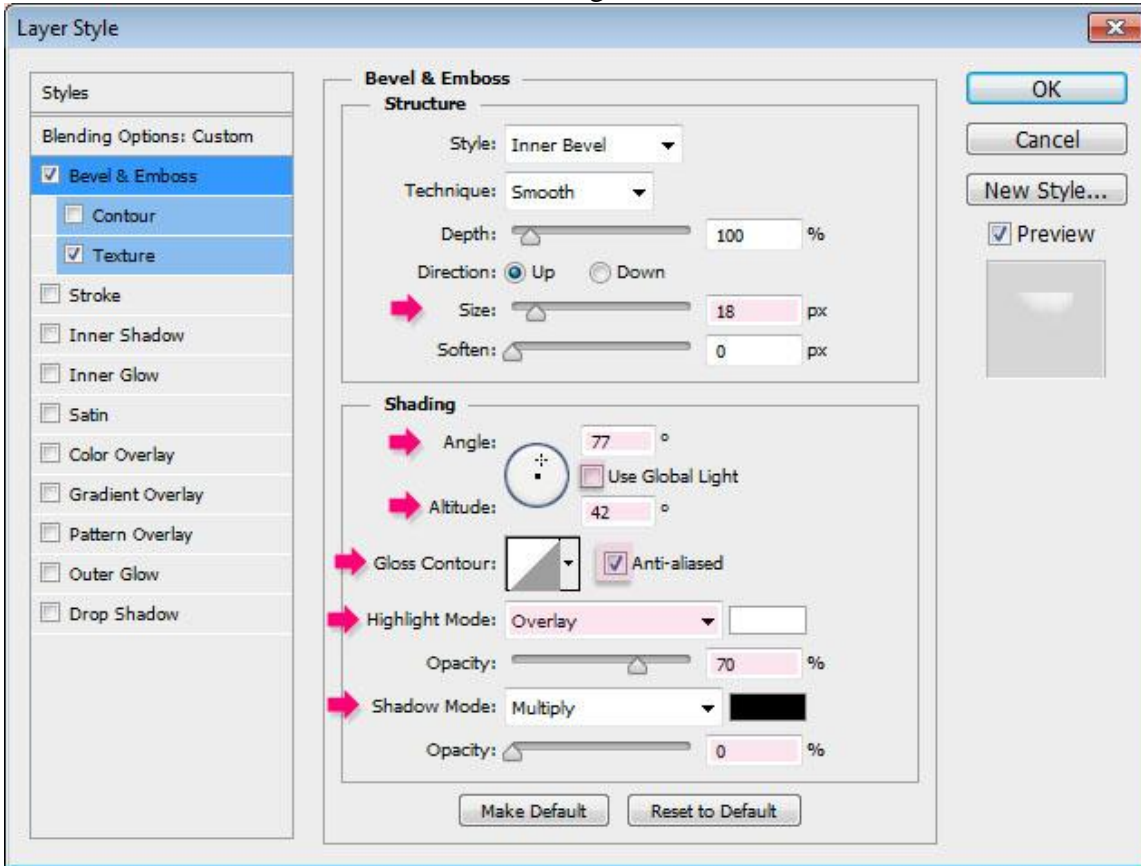 Layer Style
Styles
Blending Options: Custom
Bevel & Emboss
Contour
Texture
Stroke
Inner Shadow
Inner Glow
Satin
Color Overlay
Gradient Overlay
Pattern Overlay
Outer Glow
Drop Shadow
Bevel & Emboss
Structure
Style: Inner Bevel
Technique: Smooth
Depth: 100 %
Direction: Up Down
Size: 18 px
Soften: 0 px
Shading
Angle: 77 °
Use Global Light
Altitude: 42 °
Gloss Contour: Anti-aliased
Highlight Mode: Overlay
Opacity: 70 %
Shadow Mode: Multiply
Opacity: 0 %
Make Default Reset to Default
OK
Cancel
New Style...
Preview